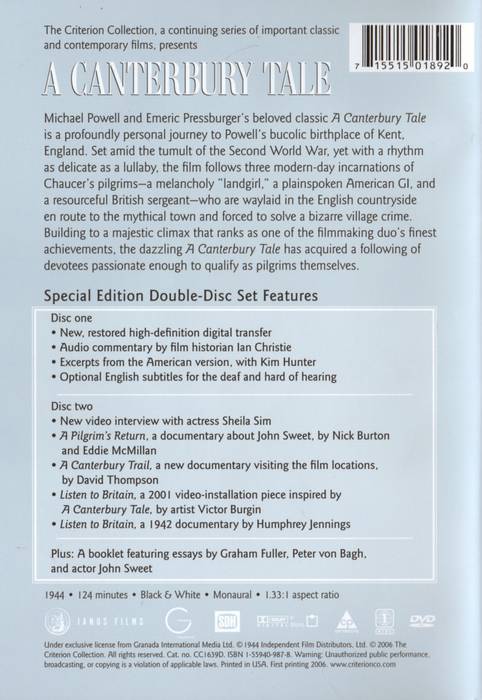 The Criterion Collection, a continuing series of important classic
and contemporary films, presents
7 15515 01892 0
A CANTERBURY TALE
Michael Powell and Emeric Pressburger's beloved classic A Canterbury Tale
is a profoundly personal journey to Powell's bucolic birthplace of Kent,
England. Set amid the tumult of the Second World War, yet with a rhythm
as delicate as a lullaby, the film follows three modern-day incarnations of
Chaucer's pilgrims—a melancholy "landgirl," a plainspoken American GI, and
a resourceful British sergeant—who are waylaid in the English countryside
en route to the mythical town and forced to solve a bizarre village crime.
Building to a majestic climax that ranks as one of the filmmaking duo's finest
achievements, the dazzling A Canterbury Tale has acquired a following of
devotees passionate enough to qualify as pilgrims themselves.
Special Edition Double-Disc Set Features
Disc one
• New, restored high-definition digital transfer
• Audio commentary by film historian Ian Christie
• Excerpts from the American version, with Kim Hunter
• Optional English subtitles for the deaf and hard of hearing
Disc two
• New video interview with actress Sheila Sim
• A Pilgrim's Return, a documentary about John Sweet, by Nick Burton
and Eddie McMillan
• A Canterbury Trail, a new documentary visiting the film locations,
by David Thompson
• Listen to Britain, a 2001 video-installation piece inspired by
A Canterbury Tale, by artist Victor Burgin
• Listen to Britain, a 1942 documentary by Humphrey Jennings
Plus: A booklet featuring essays by Graham Fuller, Peter von Bagh,
and actor John Sweet
1944 • 124 minutes • Black & White • Monaural • 1.33:1 aspect ratio
JANUS FILMS SDH DOLBY DIGITAL DVD
Under exclusive license from Granada International Media Ltd. © 1944 Independent Film Distributors, Ltd. © 2006 The
Criterion Collection. All rights reserved. Cat. no. CC1639D. ISBN 1-55940-987-8. Warning: Unauthorized public performance,
broadcasting, or copying is a violation of applicable laws. Printed in USA. First printing 2006. www.criterionco.com